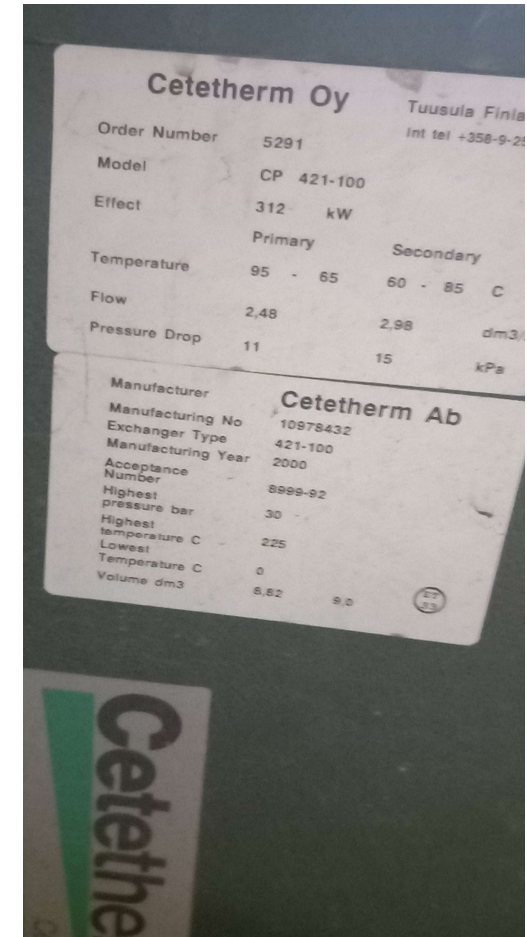 Cetetherm Oy
Tuusula Finla
Int tel +358-9-25
Order Number 5291
Model CP 421-100
Effect 312 kW
Primary Secondary
Temperature 95 - 65 60 - 85 C
Flow 2,48 2,98 dm3/
Pressure Drop 11 15 kPa
Manufacturer Cetetherm Ab
Manufacturing No 10978432
Exchanger Type 421-100
Manufacturing Year 2000
Acceptance
Number 8999-92
Highest
pressure bar 30
Highest
temperature C 225
Lowest
Temperature C 0
Volume dm3 8,82 9,0
Cetethe